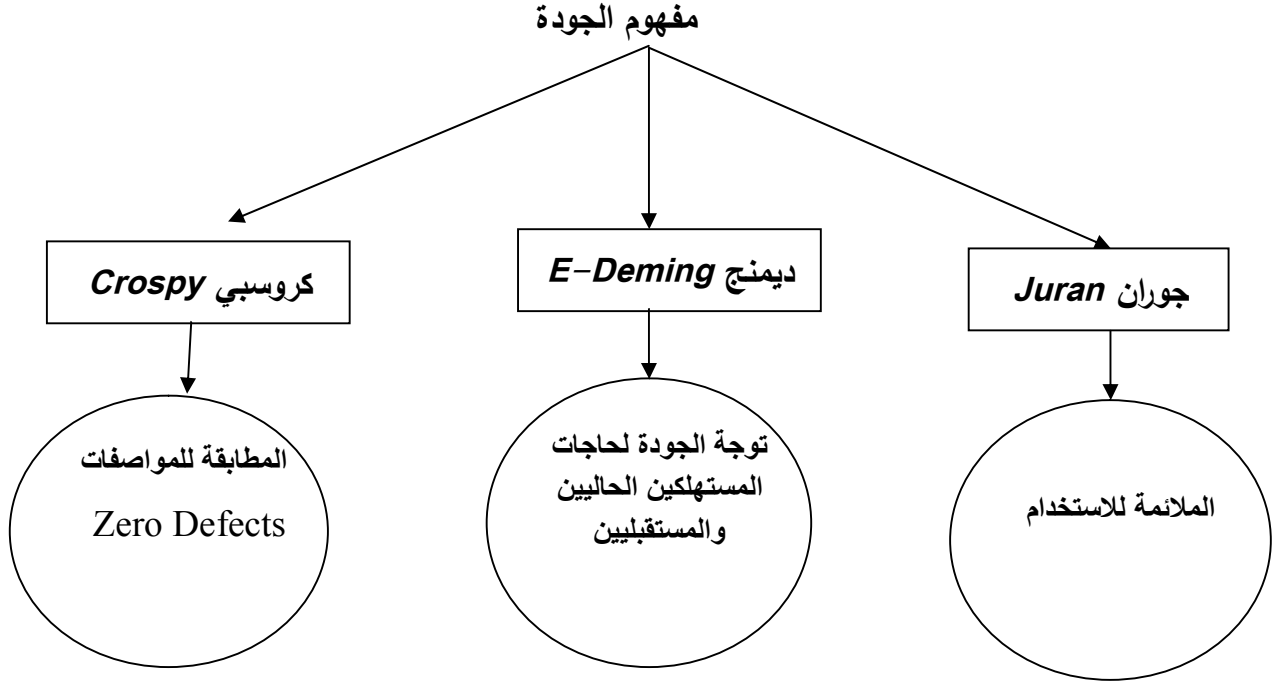 مفهوم الجودة
جوران Juran
ديمنج E-Deming
كروسبي Crospy
الملائمة للاستخدام
توجة الجودة لحاجات
المستهلكين الحاليين
والمستقبليين
المطابقة للمواصفات
Zero Defects